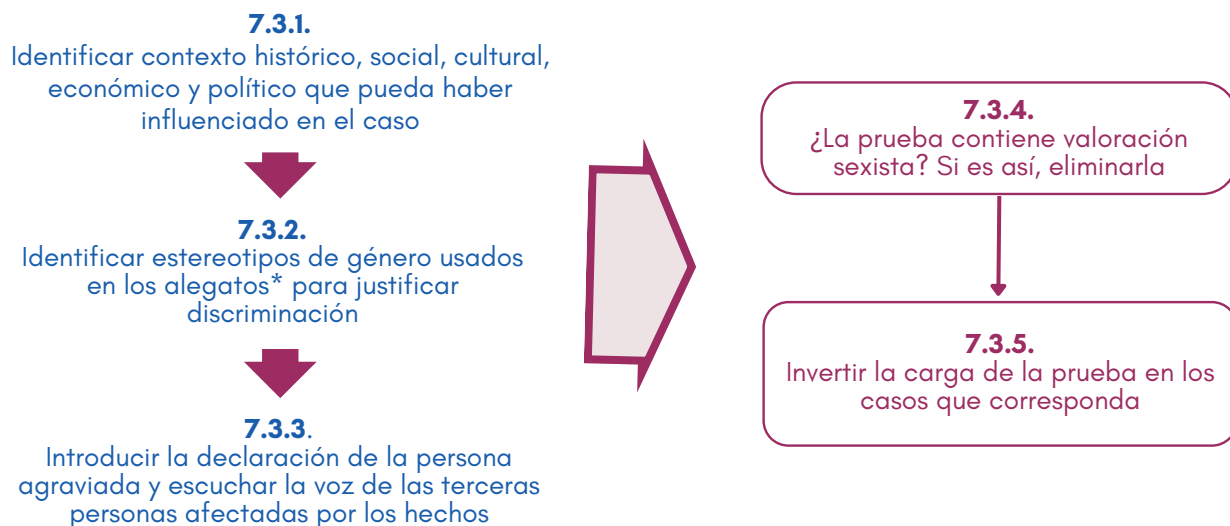 7.3.1.
Identificar contexto histórico, social, cultural,
económico y político que pueda haber
influenciado en el caso
7.3.2.
Identificar estereotipos de género usados
en los alegatos* para justificar
discriminación
7.3.3.
Introducir la declaración de la persona
agraviada y escuchar la voz de las terceras
personas afectadas por los hechos
7.3.4.
¿La prueba contiene valoración
sexista? Si es así, eliminarla
7.3.5.
Invertir la carga de la prueba en los
casos que corresponda